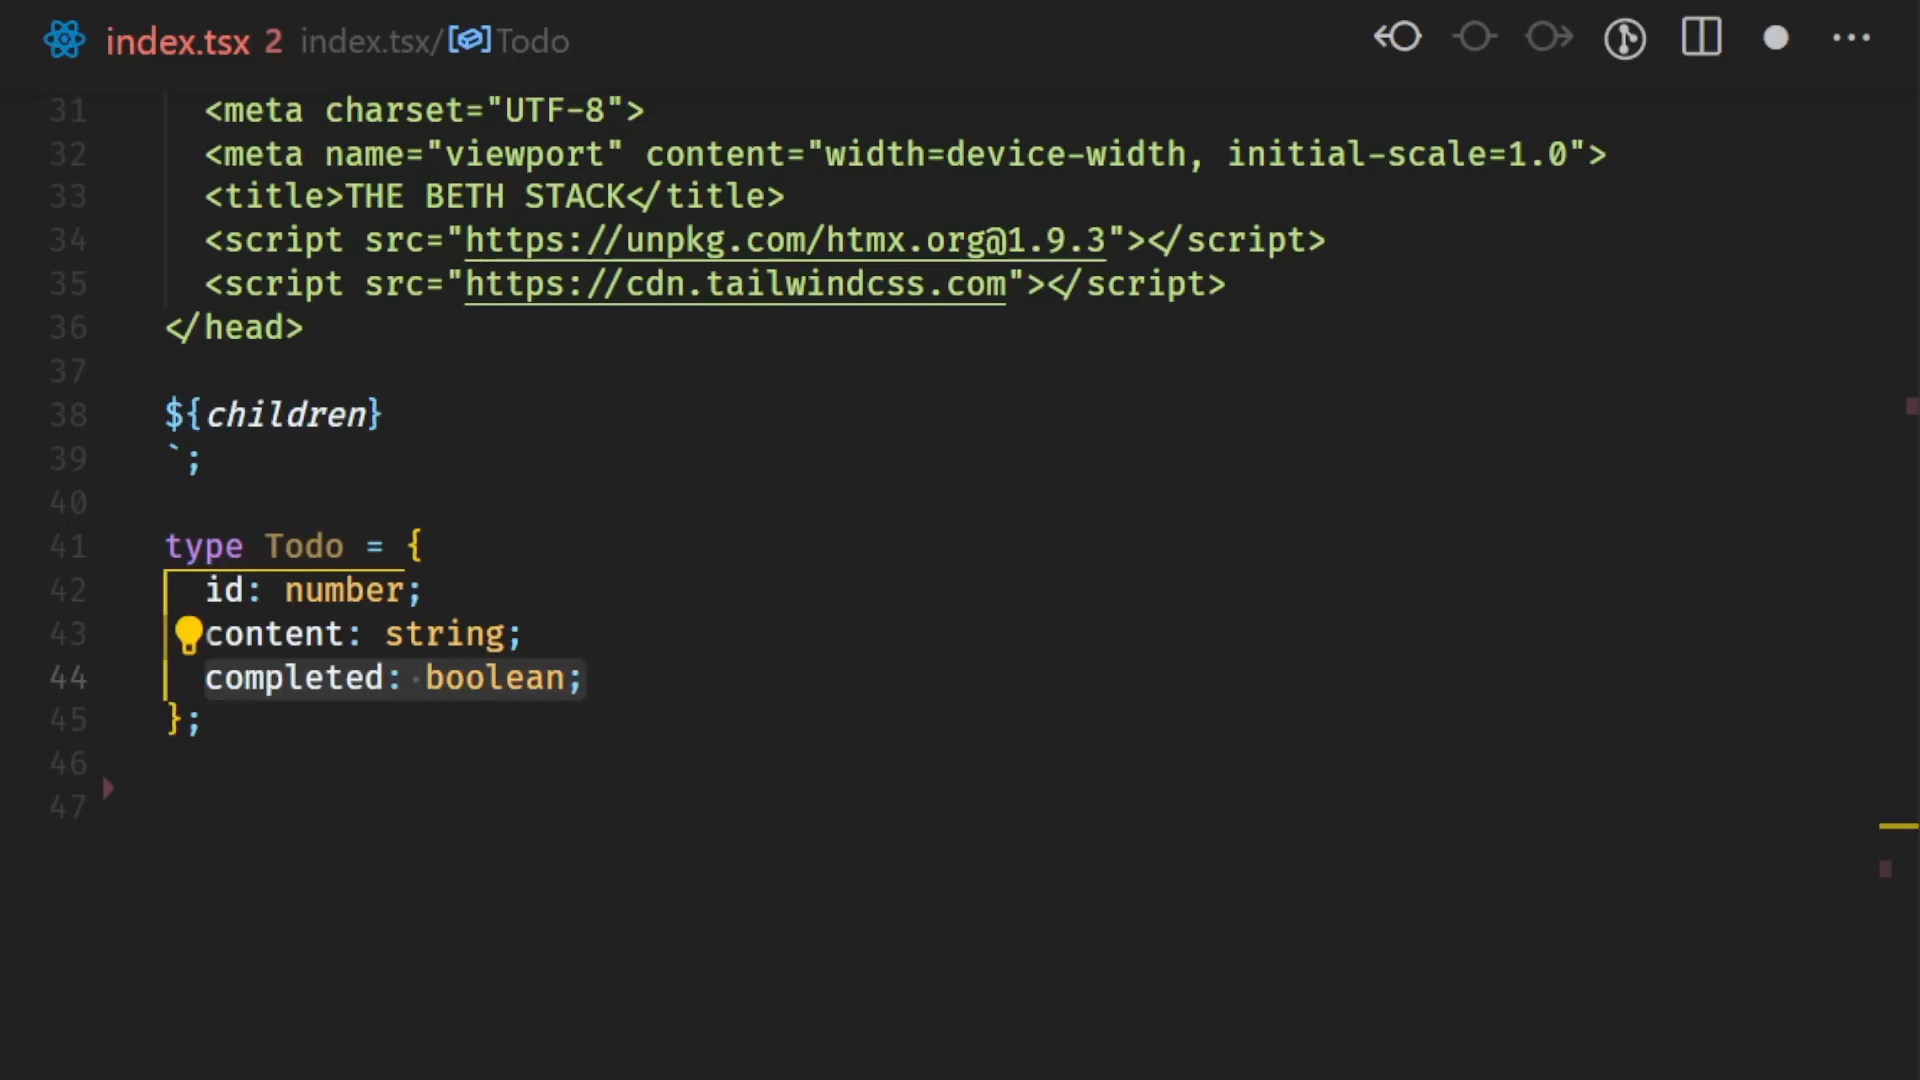 index.tsx 2 index.tsx/Todo
31 <meta charset="UTF-8">
32 <meta name="viewport" content="width=device-width, initial-scale=1.0">
33 <title>THE BETH STACK</title>
34 <script src="https://unpkg.com/htmx.org@1.9.3"></script>
35 <script src="https://cdn.tailwindcss.com"></script>
36 </head>
37
38 ${children}
39 `;
40
41 type Todo = {
42 id: number;
43 content: string;
44 completed: boolean;
45 };
46
47